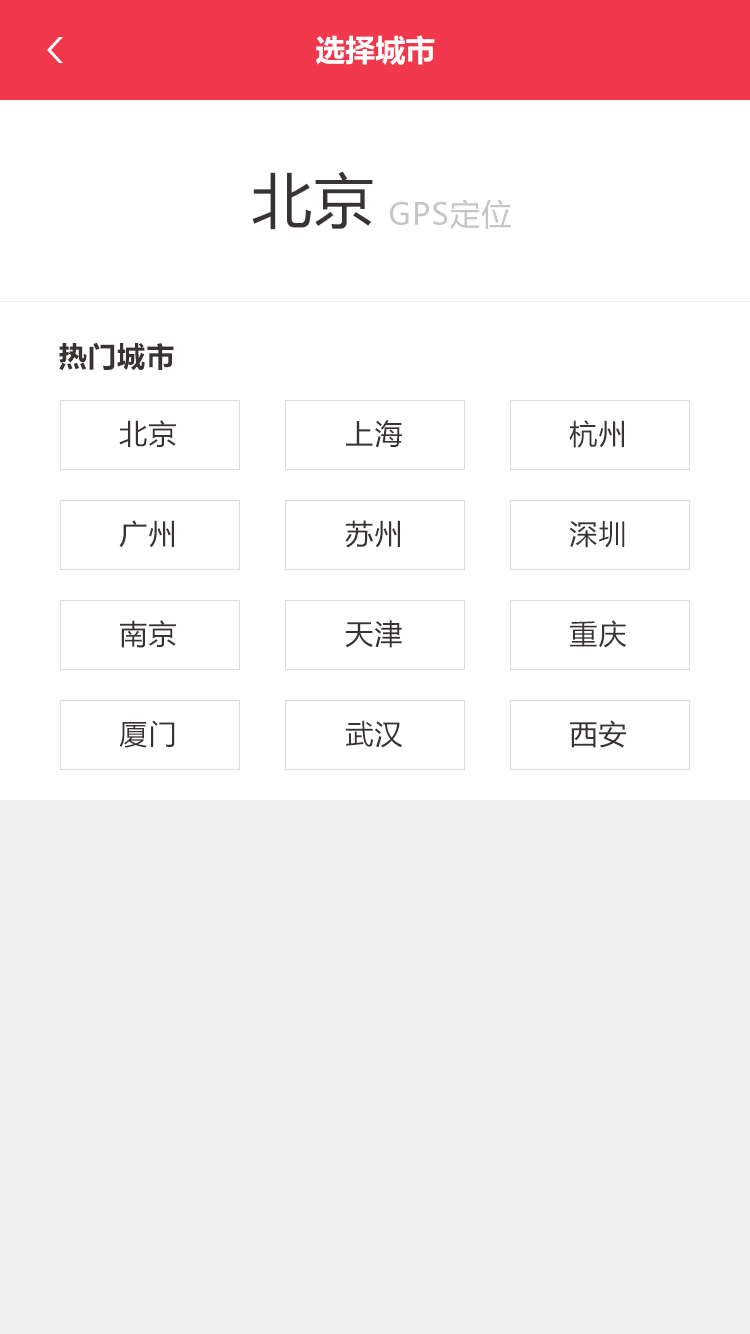 选择城市
北京 GPS定位
热门城市
北京 上海 杭州
广州 苏州 深圳
南京 天津 重庆
厦门 武汉 西安